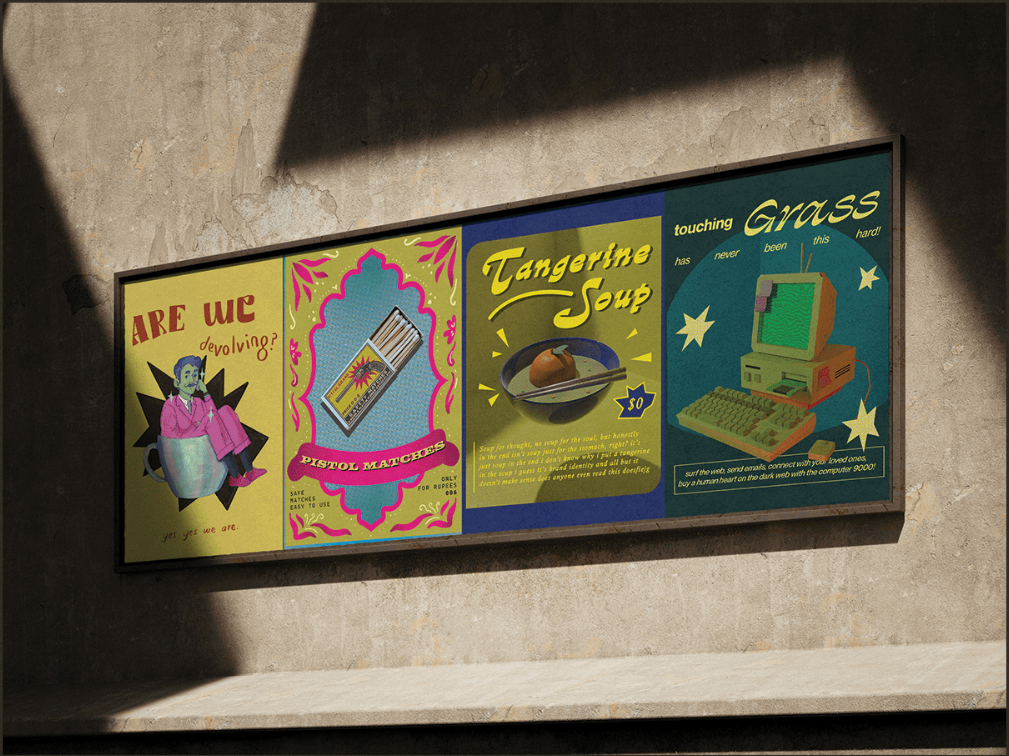 ARE WE
devolving?
yes yes we are.
PISTOL MATCHES
SAFE
MATCHES
EASY TO USE
ONLY
FOR RUPEES
006
Tangerine
Soup
$0
Soup for thought, us soup for the soul, but honestly
in the end isn't soup just for the stomach, right? it's
just soup in the end i don't know why i put a tangerine
in the soup i guess it's brand identity and all but it
doesn't make sense does anyone even read this
touching Grass
has never been this hard!
surf the web, send emails, connect with your loved ones,
buy a human heart on the dark web with the computer 9000!